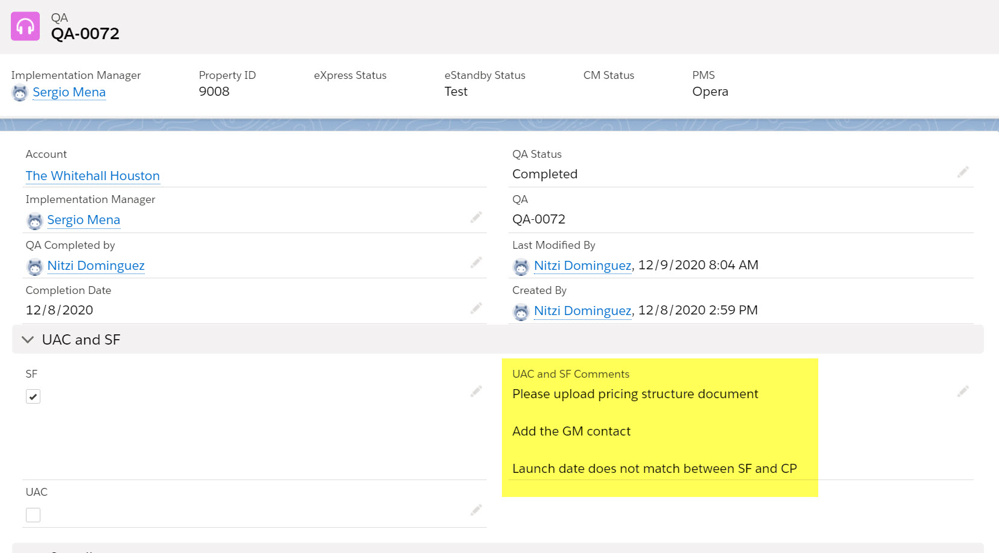 QA
QA-0072
Implementation Manager
Sergio Mena
Property ID
9008
eXpress Status
eStandby Status
Test
CM Status
PMS
Opera
Account
The Whitehall Houston
QA Status
Completed
Implementation Manager
Sergio Mena
QA
QA-0072
QA Completed by
Nitzi Dominguez
Last Modified By
Nitzi Dominguez, 12/9/2020 8:04 AM
Completion Date
12/8/2020
Created By
Nitzi Dominguez, 12/8/2020 2:59 PM
UAC and SF
SF
UAC and SF Comments
Please upload pricing structure document
Add the GM contact
Launch date does not match between SF and CP
UAC